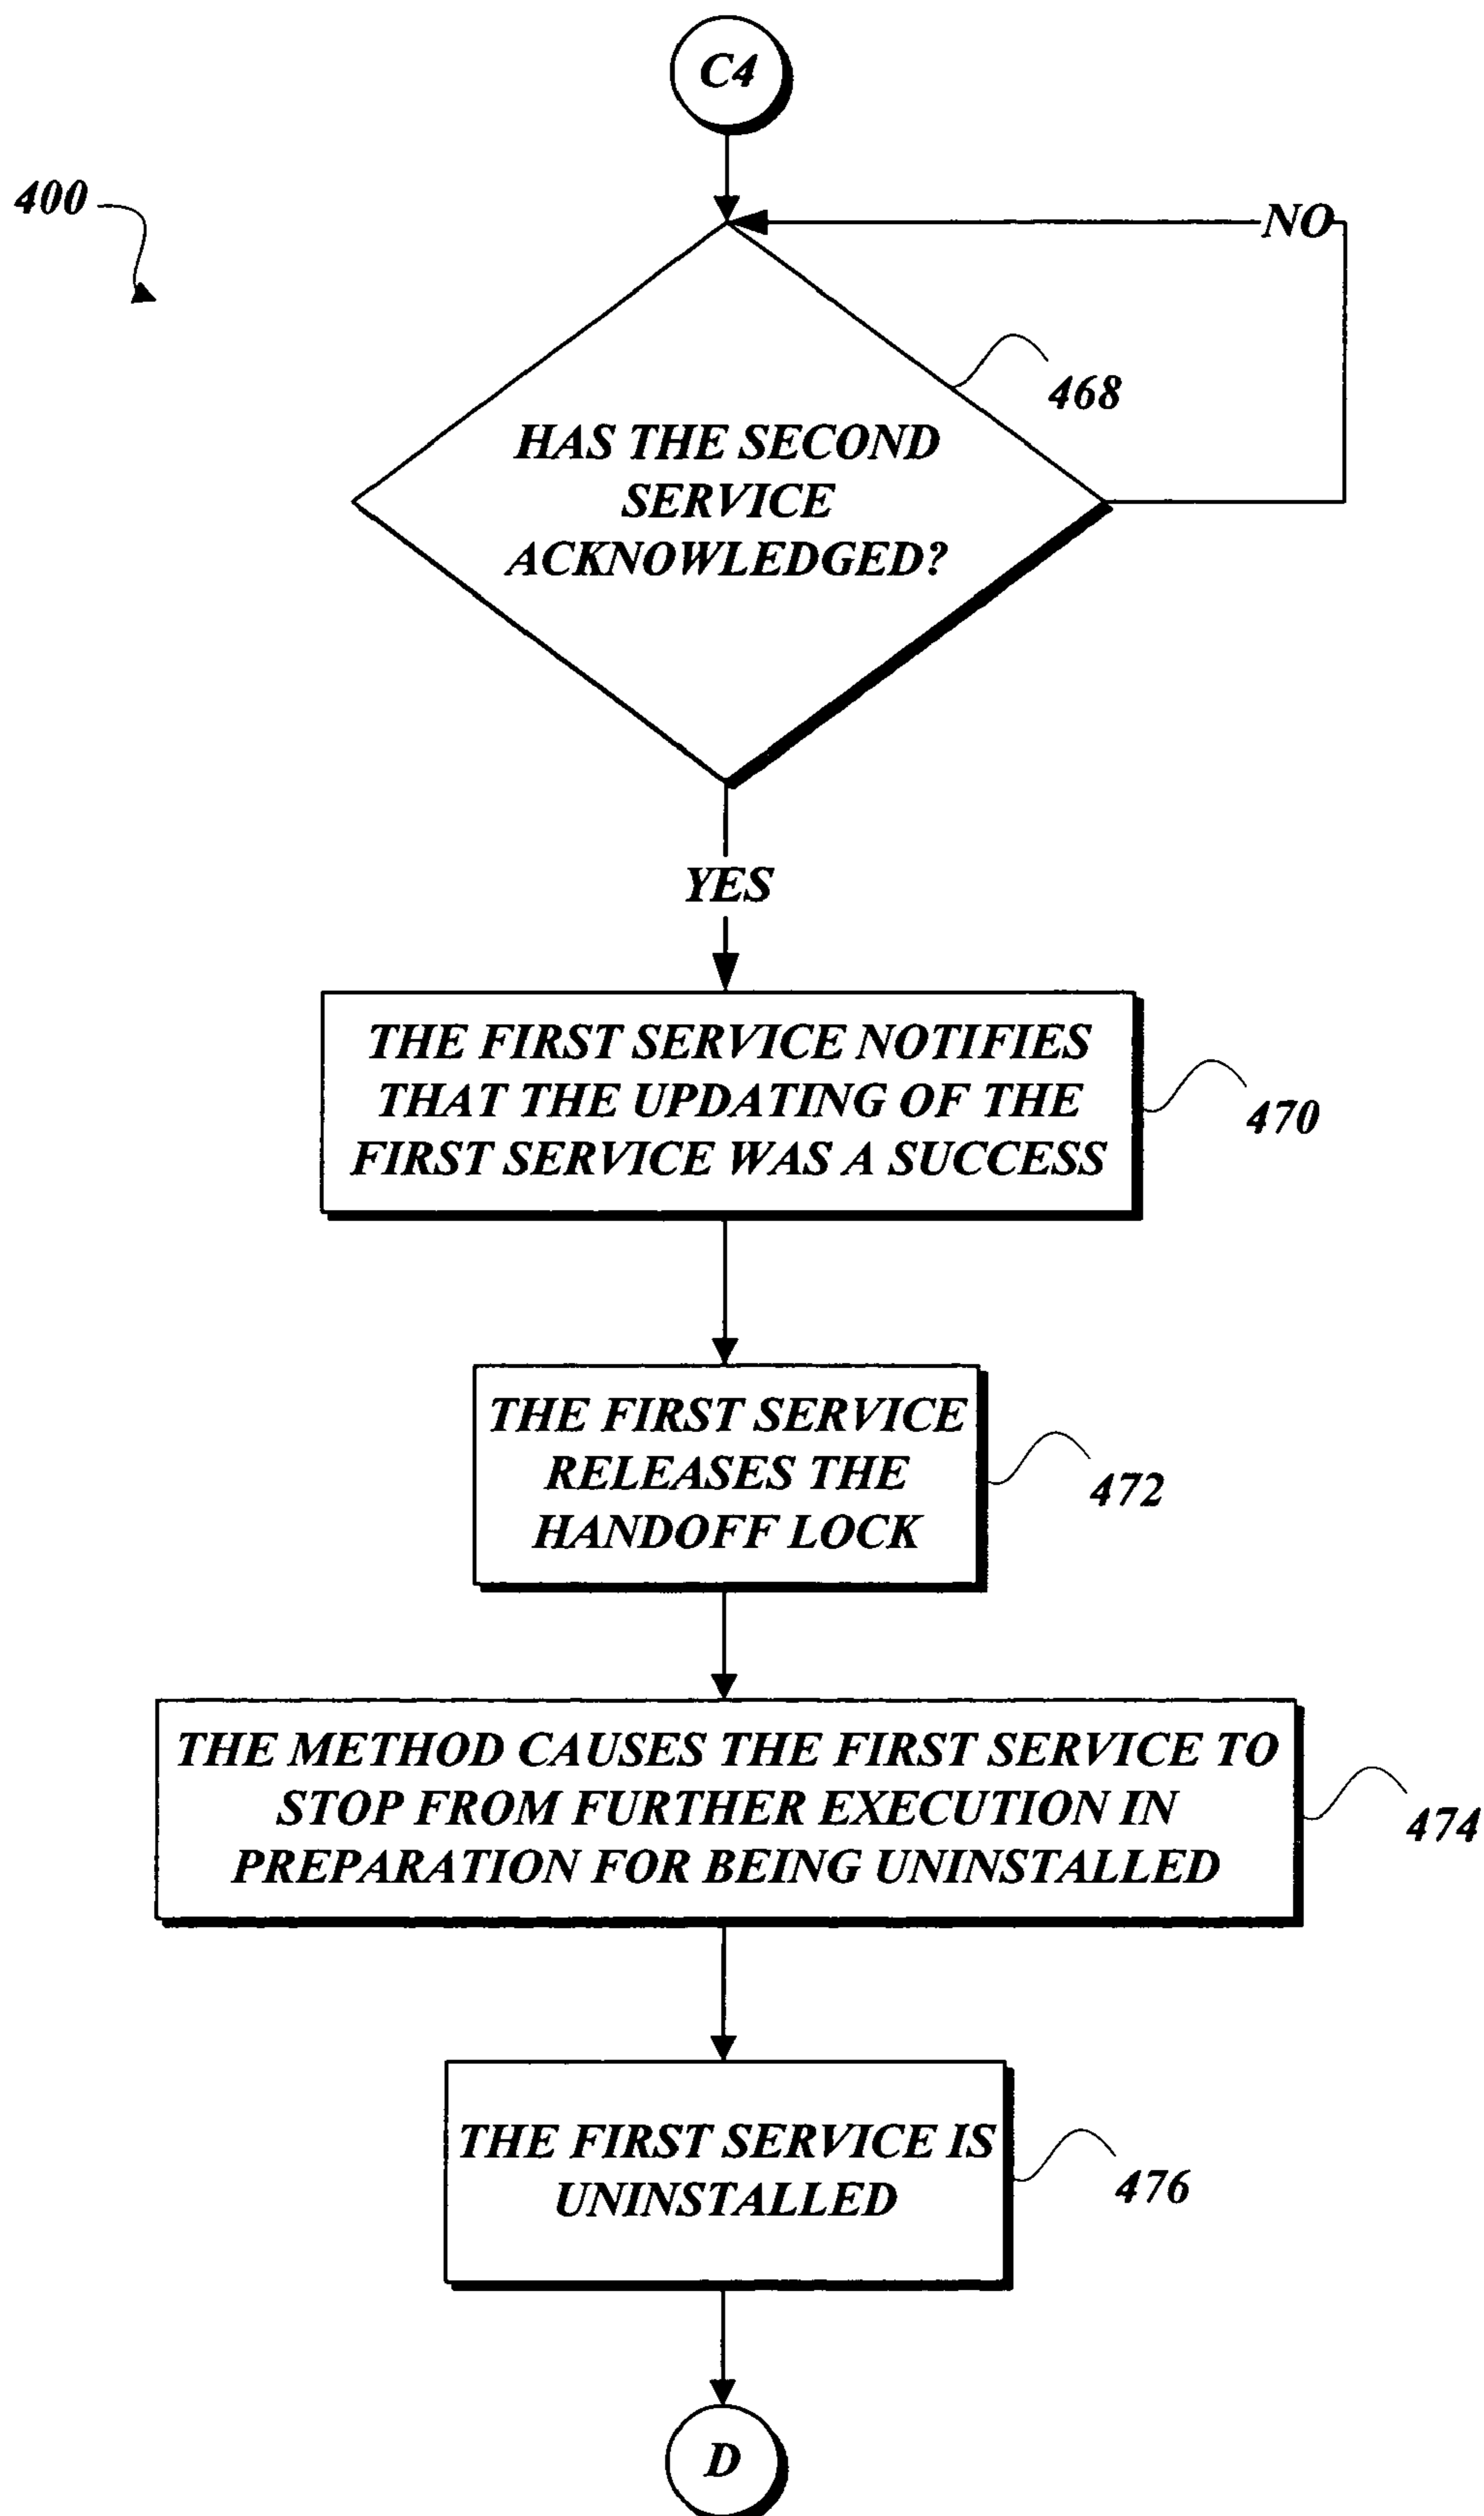 C4
400
NO
468
HAS THE SECOND
SERVICE
ACKNOWLEDGED?
YES
THE FIRST SERVICE NOTIFIES
THAT THE UPDATING OF THE
FIRST SERVICE WAS A SUCCESS
470
THE FIRST SERVICE
RELEASES THE
HANDOFF LOCK
472
THE METHOD CAUSES THE FIRST SERVICE TO
STOP FROM FURTHER EXECUTION IN
PREPARATION FOR BEING UNINSTALLED
474
THE FIRST SERVICE IS
UNINSTALLED
476
D